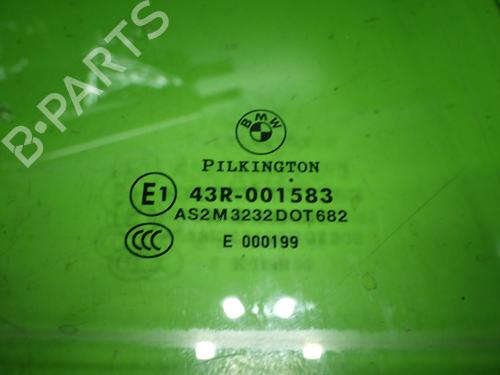 B-PARTS
BMW
PILKINGTON
E1 43R-001583
AS2M3232DOT682
CCC E 000199